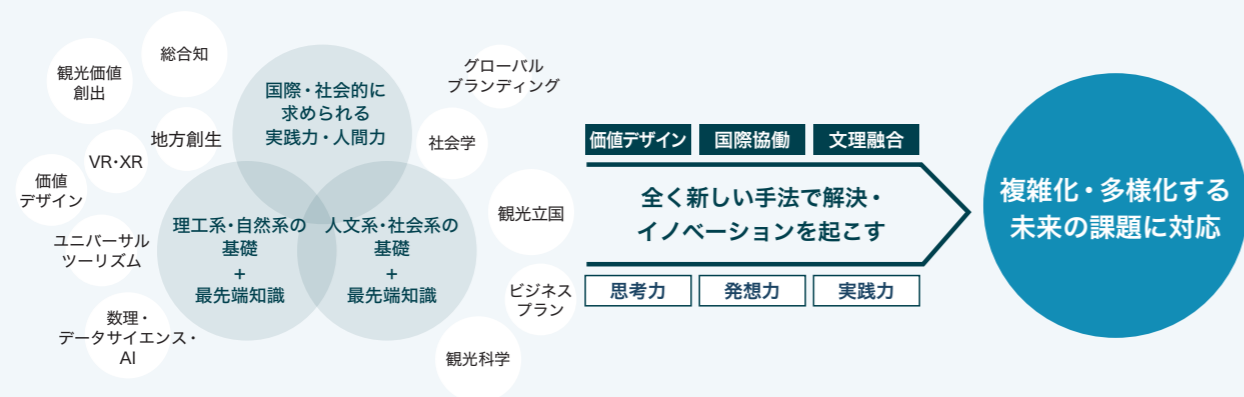 総合知
観光価値
創出
地方創生
VR・XR
価値
デザイン
ユニバーサル
ツーリズム
数理・
データサイエンス・
AI
国際・社会的に
求められる
実践力・人間力
理工系・自然系の
基礎
+
最先端知識
人文系・社会系の
基礎
+
最先端知識
グローバル
ブランディング
社会学
観光立国
ビジネス
プラン
観光科学
価値デザイン
国際協働
文理融合
全く新しい手法で解決・
イノベーションを起こす
思考力
発想力
実践力
複雑化・多様化する
未来の課題に対応